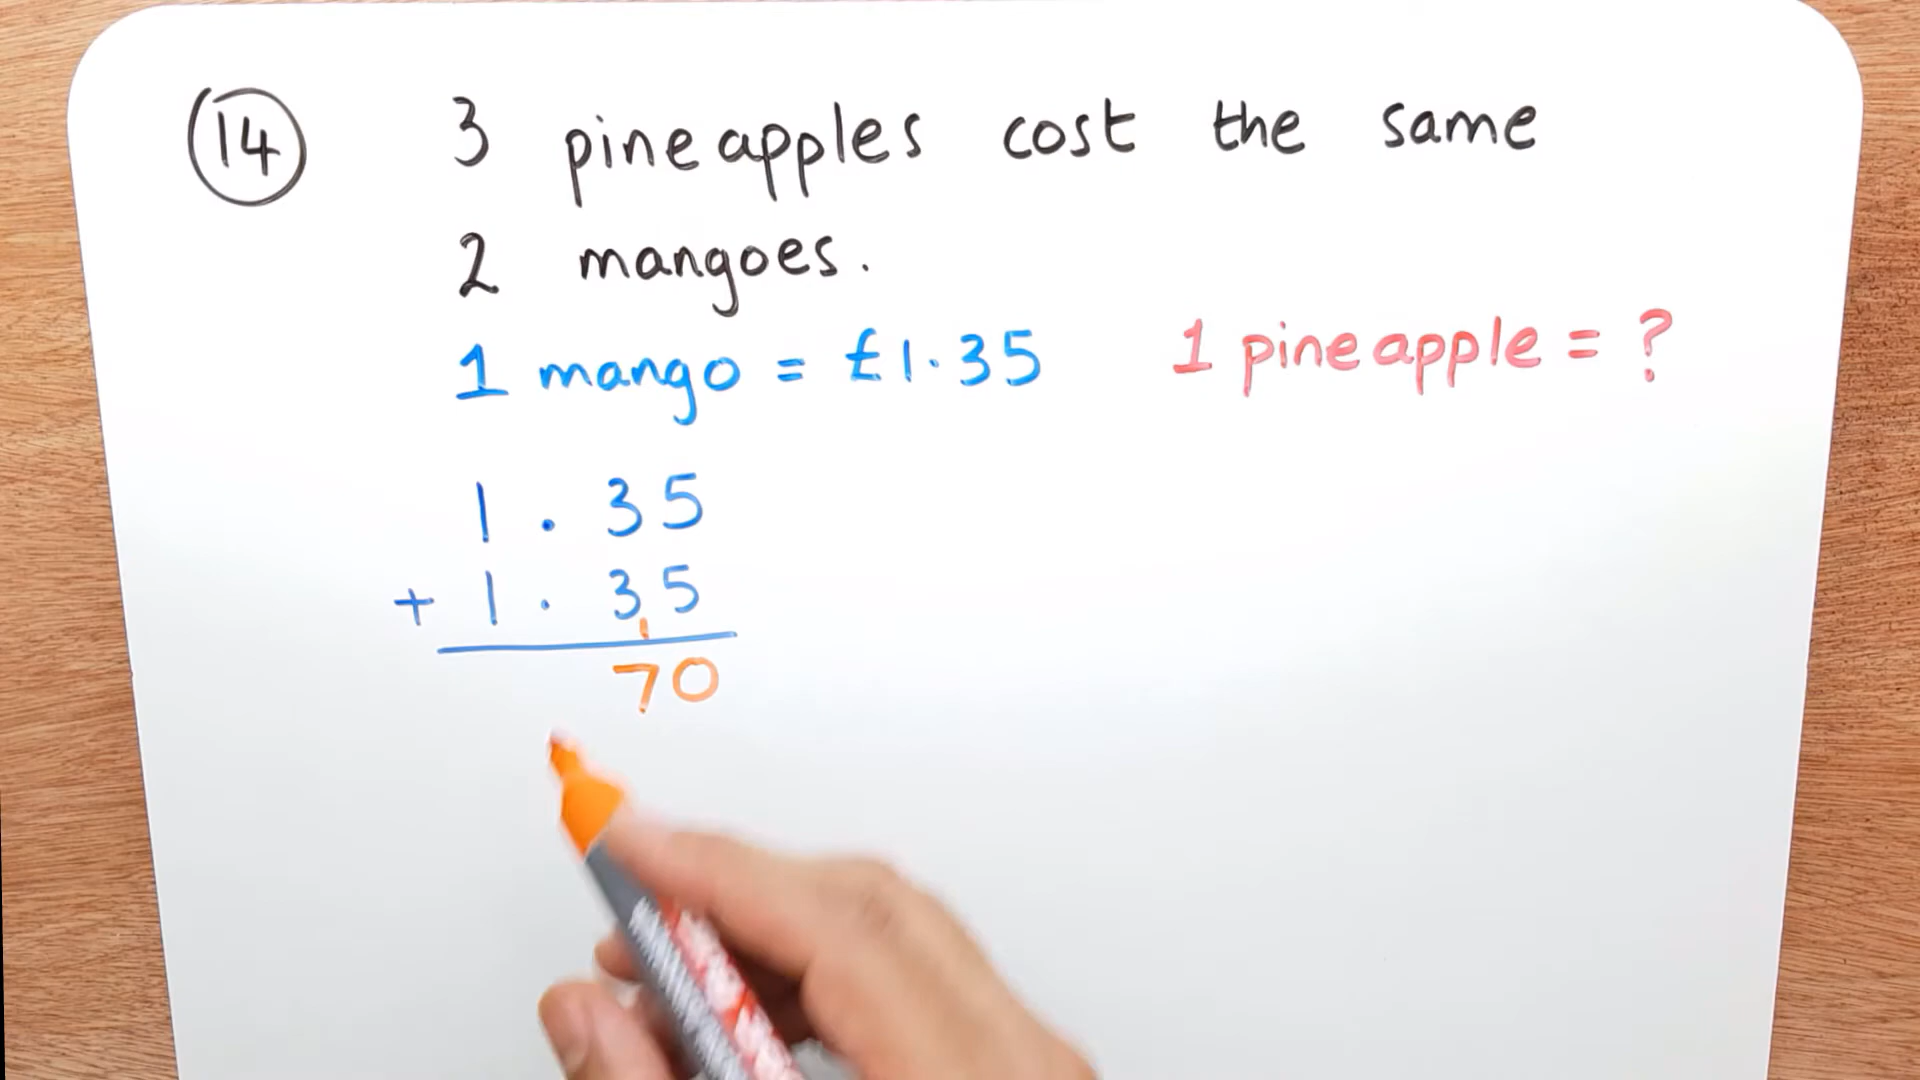 14 3 pineapples cost the same
2 mangoes.
1 mango = £1.35 1 pineapple = ?
1 . 35
+ 1 . 35
1
70